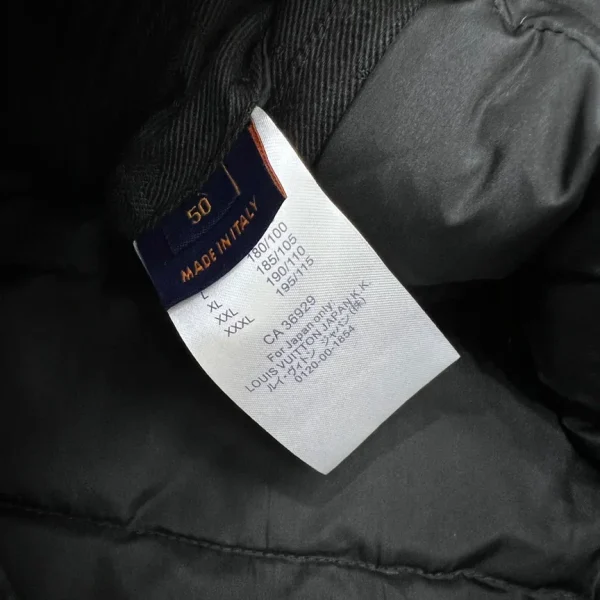 50
MADE IN ITALY
L 180/100
XL 185/105
XXL 190/110
XXXL 195/115
CA 36929
For Japan only:
LOUIS VUITTON JAPAN K.K.
ルイ・ヴィトン ジャパン(株)
0120-00-1854